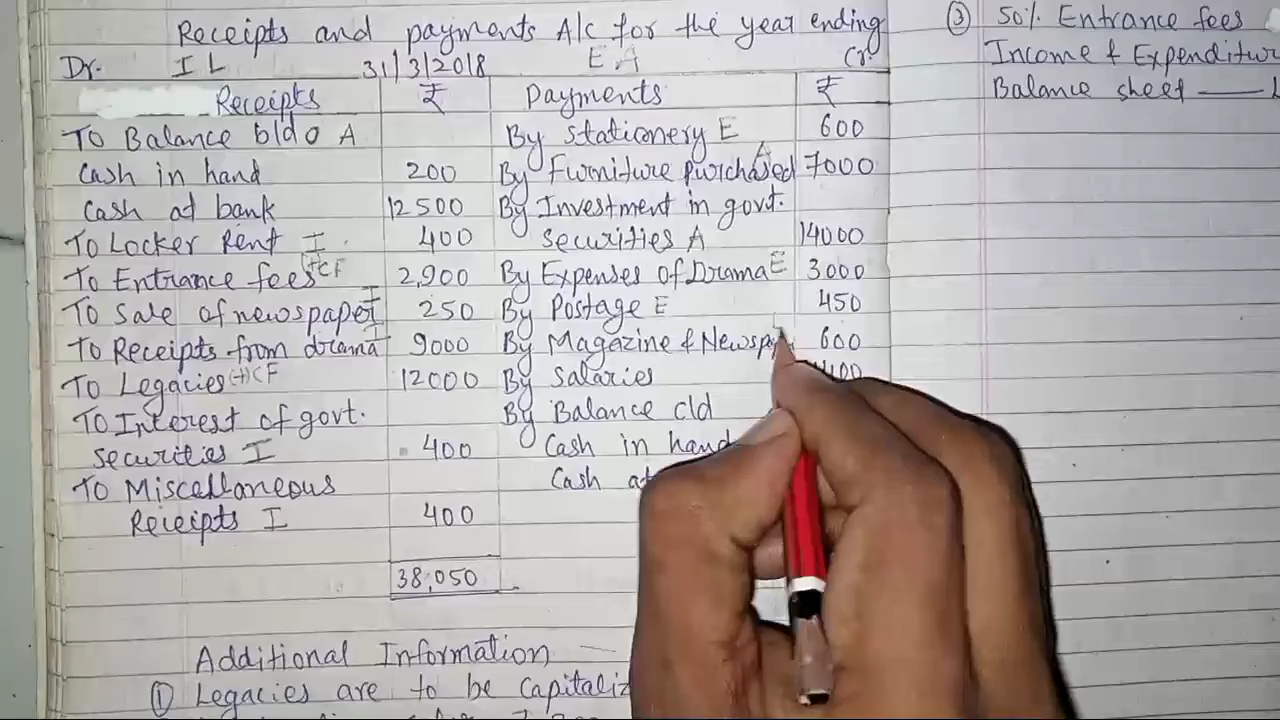 Receipts and payments A/c for the year ending
Dr. I L 31/3/2018 E A Cr.
Receipts ₹ Payments ₹
To Balance b/d o A By Stationery E 600
Cash in hand 200 By Furniture Purchased A 7000
Cash at bank 12500 By Investment in govt.
To Locker Rent I 400 Securities A 14000
To Entrance fees I+CF 2,900 By Expenses of Drama E 3000
To Sale of newspaper I 250 By Postage E 450
To Receipts from drama I 9000 By Magazine & Newsp 600
To Legacies (+) CF 12000 By Salaries 400
To Interest of govt. By Balance c/d
Securities I 400 Cash in hand
To Miscellaneous Cash at
Receipts I 400
38,050
Additional Information
① Legacies are to be Capitaliz
③ 50% Entrance fees
Income & Expenditur
Balance sheet